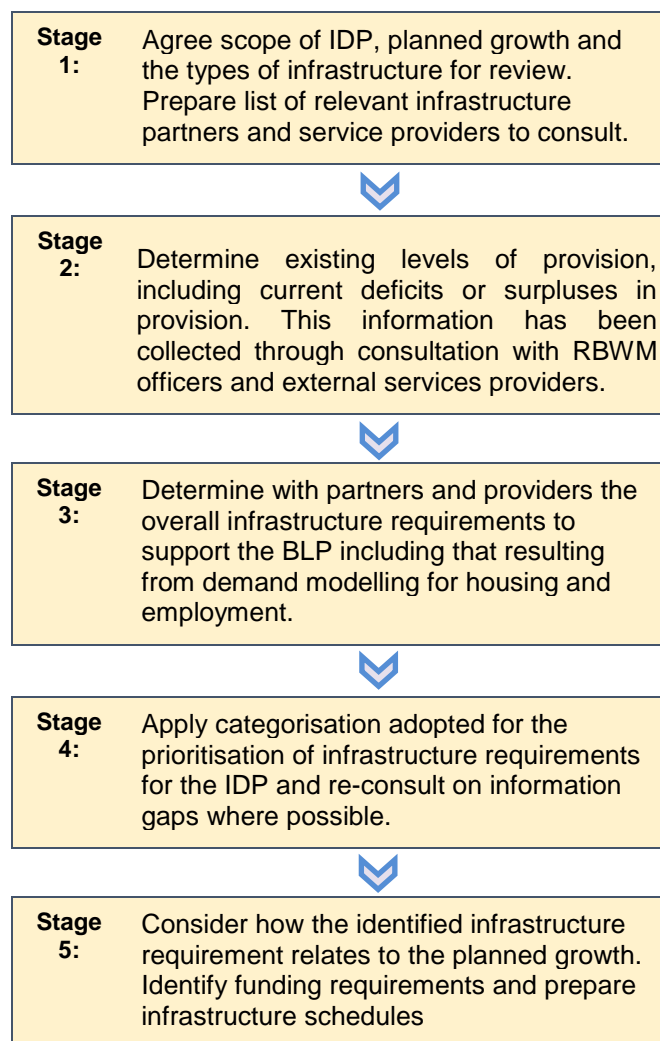 Stage
1:
Agree scope of IDP, planned growth and
the types of infrastructure for review.
Prepare list of relevant infrastructure
partners and service providers to consult.
Stage
2:
Determine existing levels of provision,
including current deficits or surpluses in
provision. This information has been
collected through consultation with RBWM
officers and external services providers.
Stage
3:
Determine with partners and providers the
overall infrastructure requirements to
support the BLP including that resulting
from demand modelling for housing and
employment.
Stage
4:
Apply categorisation adopted for the
prioritisation of infrastructure requirements
for the IDP and re-consult on information
gaps where possible.
Stage
5:
Consider how the identified infrastructure
requirement relates to the planned growth.
Identify funding requirements and prepare
infrastructure schedules